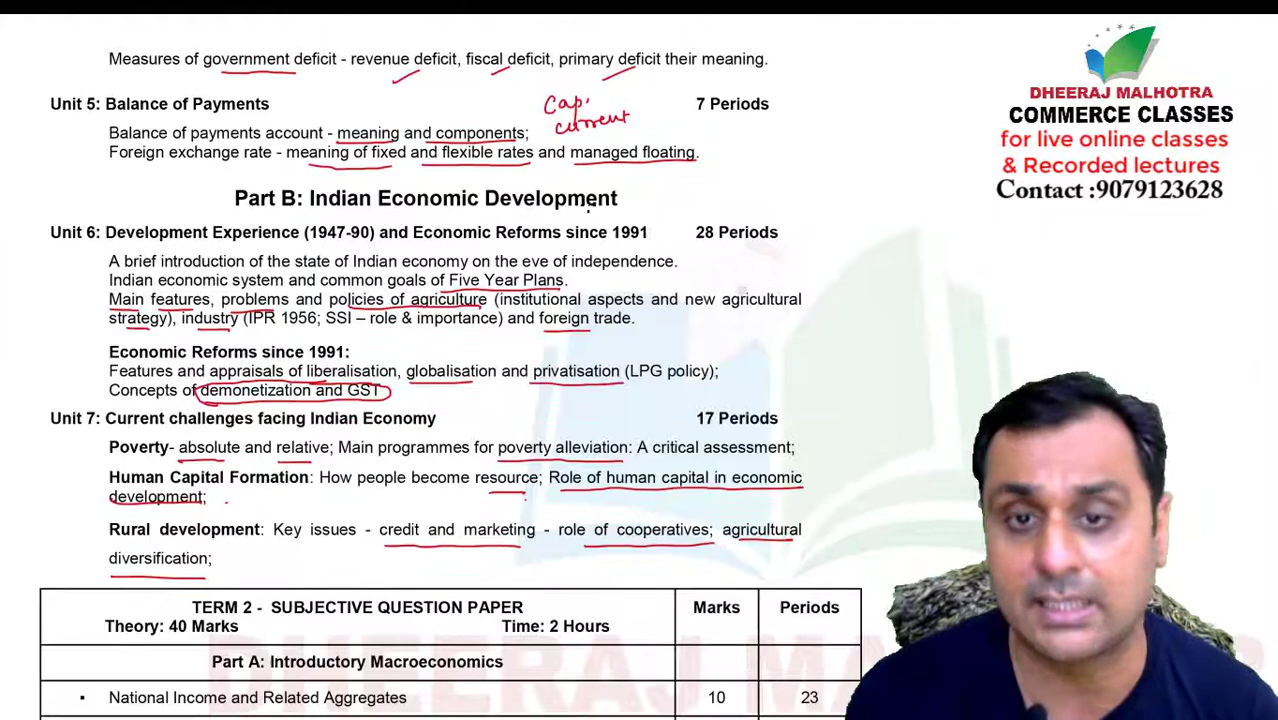 Measures of government deficit - revenue deficit, fiscal deficit, primary deficit their meaning.
Unit 5: Balance of Payments 7 Periods
Cap.
current
Balance of payments account - meaning and components;
Foreign exchange rate - meaning of fixed and flexible rates and managed floating.
Part B: Indian Economic Development
Unit 6: Development Experience (1947-90) and Economic Reforms since 1991 28 Periods
A brief introduction of the state of Indian economy on the eve of independence.
Indian economic system and common goals of Five Year Plans.
Main features, problems and policies of agriculture (institutional aspects and new agricultural
strategy), industry (IPR 1956; SSI – role & importance) and foreign trade.
Economic Reforms since 1991:
Features and appraisals of liberalisation, globalisation and privatisation (LPG policy);
Concepts of demonetization and GST
Unit 7: Current challenges facing Indian Economy 17 Periods
Poverty- absolute and relative; Main programmes for poverty alleviation: A critical assessment;
Human Capital Formation: How people become resource; Role of human capital in economic
development;
Rural development: Key issues - credit and marketing - role of cooperatives; agricultural
diversification;
TERM 2 - SUBJECTIVE QUESTION PAPER Marks Periods
Theory: 40 Marks Time: 2 Hours
Part A: Introductory Macroeconomics
▪ National Income and Related Aggregates 10 23
DHEERAJ MALHOTRA
COMMERCE CLASSES
for live online classes
& Recorded lectures
Contact :9079123628
DHEERAJ MA